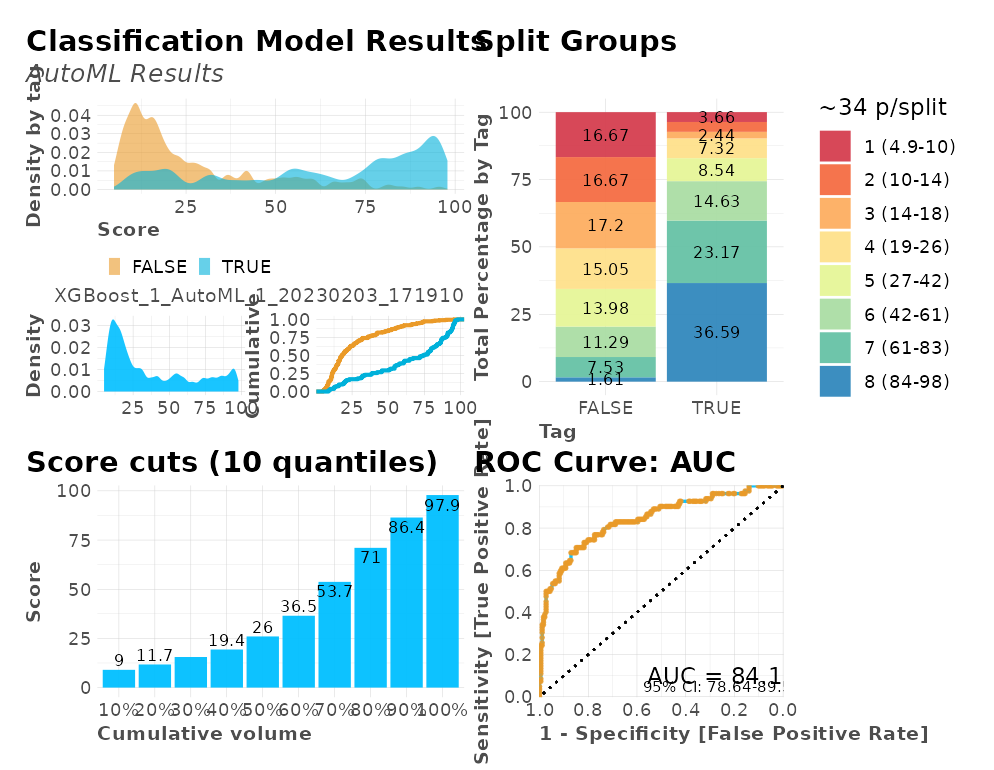 Classification Model Results
AutoML Results
Density by tag
0.04
0.03
0.02
0.01
0.00
25 50 75 100
Score
FALSE TRUE
XGBoost_1_AutoML_1_20230203_171910
Density
0.03
0.02
0.01
0.00
25 50 75 100
Cumulative
1.00
0.75
0.50
0.25
0.00
25 50 75 100
Split Groups
Total Percentage by Tag
100
75
50
25
0
16.67
16.67
17.2
15.05
13.98
11.29
7.53
1.61
3.66
2.44
7.32
8.54
14.63
23.17
36.59
FALSE TRUE
Tag
~34 p/split
1 (4.9-10)
2 (10-14)
3 (14-18)
4 (19-26)
5 (27-42)
6 (42-61)
7 (61-83)
8 (84-98)
Score cuts (10 quantiles)
Score
100
75
50
25
0
9 11.7 19.4 26 36.5 53.7 71 86.4 97.9
10% 20% 30% 40% 50% 60% 70% 80% 90% 100%
Cumulative volume
ROC Curve: AUC
Sensitivity [True Positive Rate]
1.0
0.8
0.6
0.4
0.2
0.0
AUC = 84.1
95% CI: 78.64-89.
1.0 0.8 0.6 0.4 0.2 0.0
1 - Specificity [False Positive Rate]